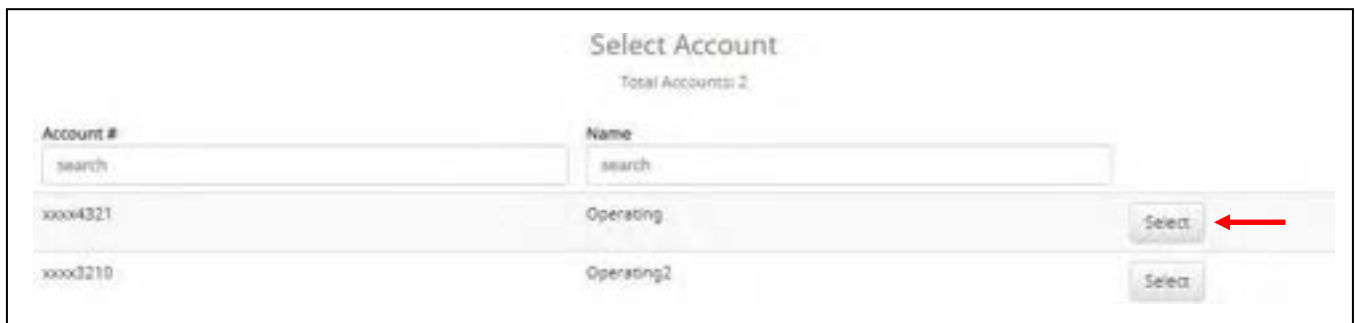 Select Account
Total Accounts: 2
Account # Name
search search
xxxx4321 Operating Select
xxxx3210 Operating2 Select